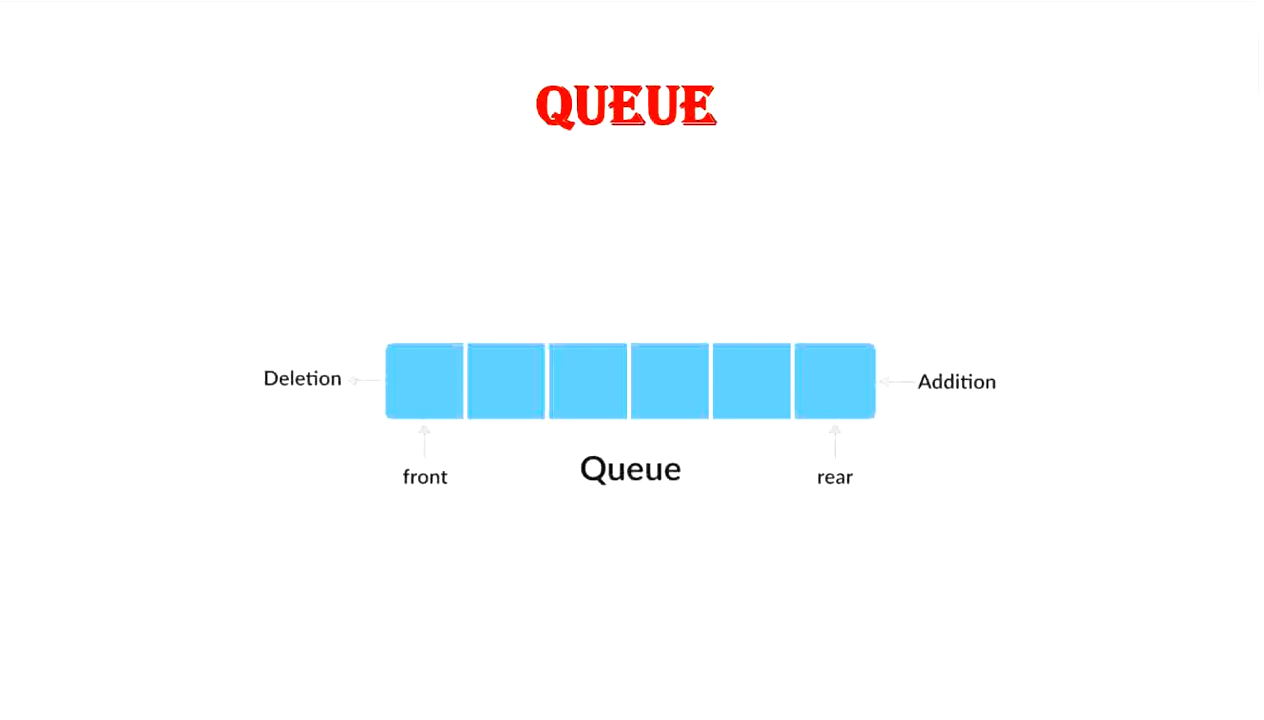 QUEUE
Deletion
Addition
front
Queue
rear